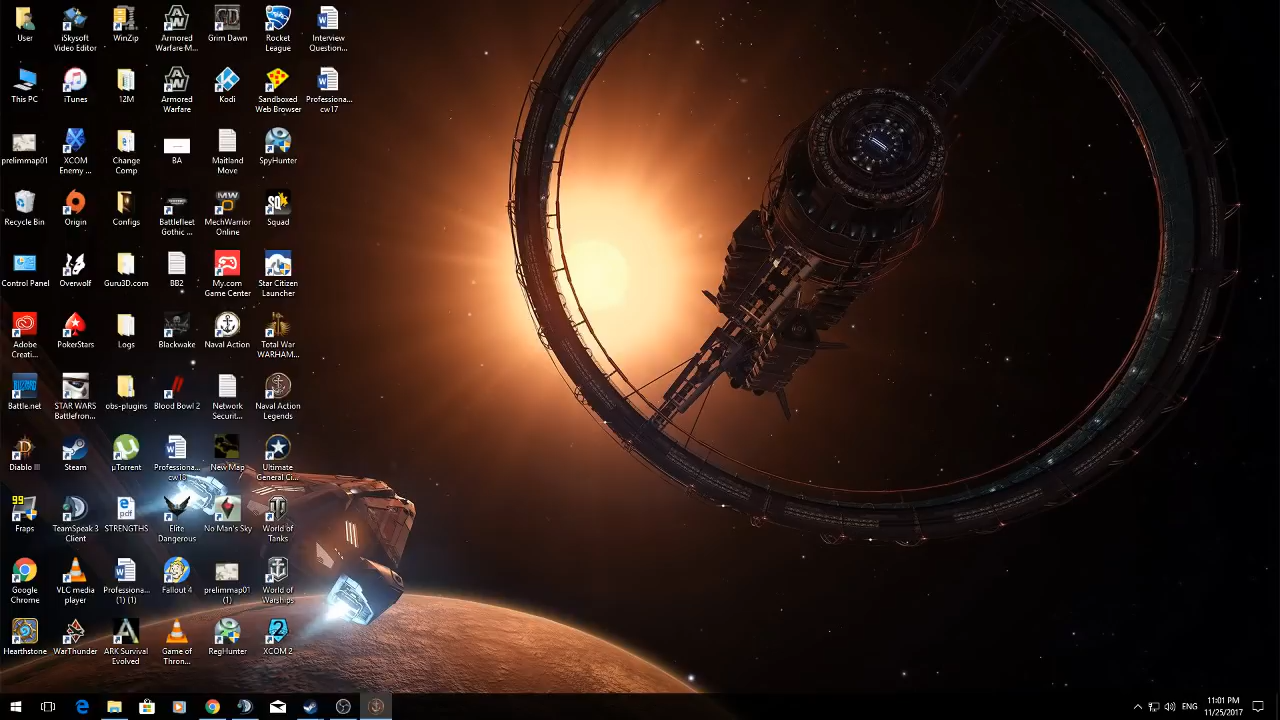 User
iSkysoft
Video Editor
WinZip
Armored
Warfare M...
Grim Dawn
Rocket
League
Interview
Question...
This PC
iTunes
12M
Armored
Warfare
Kodi
Sandboxed
Web Browser
Professiona...
cw17
prelimmap01
XCOM
Enemy ...
Change
Comp
BA
Maitland
Move
SpyHunter
Recycle Bin
Origin
Configs
Battlefleet
Gothic ...
MechWarrior
Online
Squad
Control Panel
Overwolf
Guru3D.com
BB2
My.com
Game Center
Star Citizen
Launcher
Adobe
Creati...
PokerStars
Logs
Blackwake
Naval Action
Total War
WARHAM...
Battle.net
STAR WARS
Battlefron...
obs-plugins
Blood Bowl 2
Network
Securit...
Naval Action
Legends
Diablo III
Steam
µTorrent
Professiona...
New Map
Ultimate
General Ci...
Fraps
TeamSpeak 3
Client
STRENGTHS
Elite
Dangerous
No Man's Sky
World of
Tanks
Google
Chrome
VLC media
player
Professiona...
(1) (1)
Fallout 4
prelimmap01
(1)
World of
Warships
Hearthstone
WarThunder
ARK Survival
Evolved
Game of
Thron...
RegHunter
XCOM 2
ENG
11:01 PM
11/25/2017